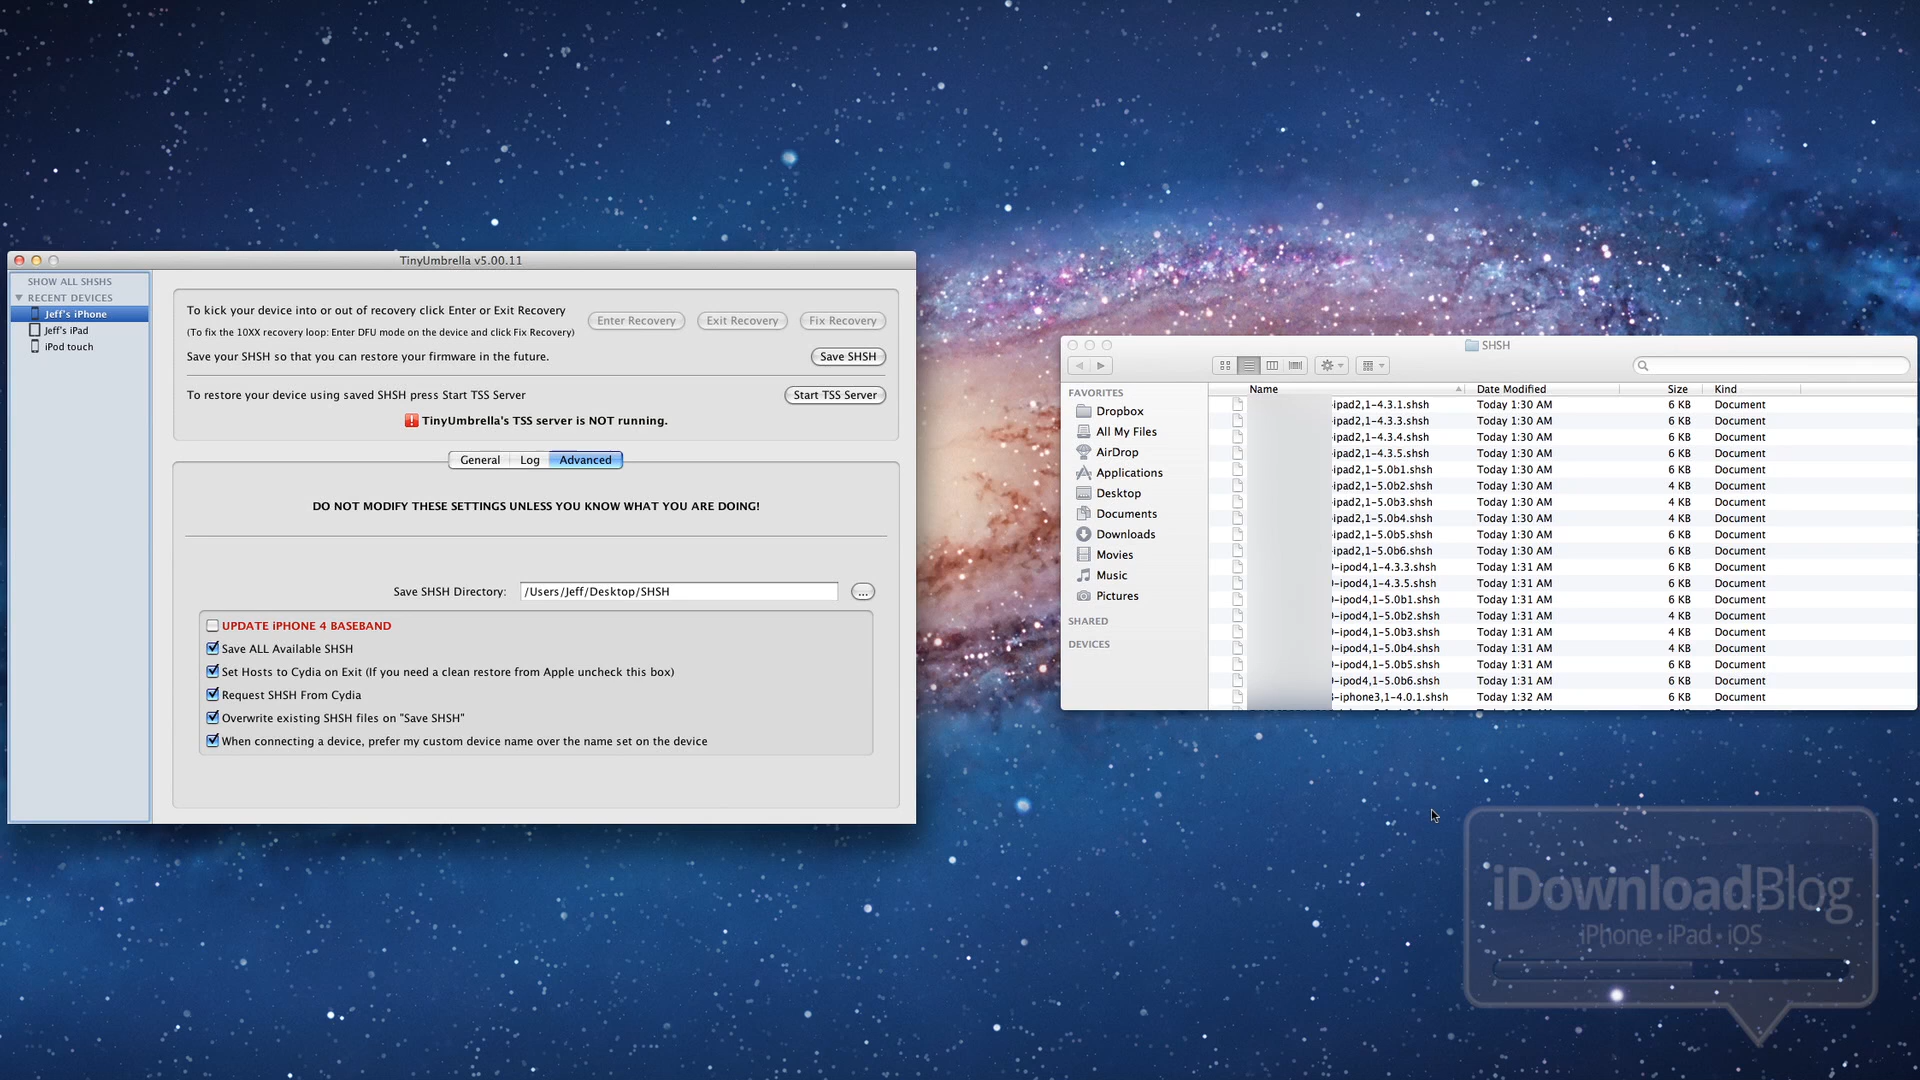 TinyUmbrella v5.00.11
SHOW ALL SHSHS
RECENT DEVICES
Jeff's iPhone
Jeff's iPad
iPod touch
To kick your device into or out of recovery click Enter or Exit Recovery
(To fix the 10XX recovery loop: Enter DFU mode on the device and click Fix Recovery)
Enter Recovery
Exit Recovery
Fix Recovery
Save your SHSH so that you can restore your firmware in the future.
Save SHSH
To restore your device using saved SHSH press Start TSS Server
Start TSS Server
TinyUmbrella's TSS server is NOT running.
General
Log
Advanced
DO NOT MODIFY THESE SETTINGS UNLESS YOU KNOW WHAT YOU ARE DOING!
Save SHSH Directory:
/Users/Jeff/Desktop/SHSH
...
UPDATE iPHONE 4 BASEBAND
Save ALL Available SHSH
Set Hosts to Cydia on Exit (If you need a clean restore from Apple uncheck this box)
Request SHSH From Cydia
Overwrite existing SHSH files on "Save SHSH"
When connecting a device, prefer my custom device name over the name set on the device
SHSH
FAVORITES
Dropbox
All My Files
AirDrop
Applications
Desktop
Documents
Downloads
Movies
Music
Pictures
SHARED
DEVICES
Name Date Modified Size Kind
-ipad2,1-4.3.1.shsh Today 1:30 AM 6 KB Document
-ipad2,1-4.3.3.shsh Today 1:30 AM 6 KB Document
-ipad2,1-4.3.4.shsh Today 1:30 AM 6 KB Document
-ipad2,1-4.3.5.shsh Today 1:30 AM 6 KB Document
-ipad2,1-5.0b1.shsh Today 1:30 AM 6 KB Document
-ipad2,1-5.0b2.shsh Today 1:30 AM 4 KB Document
-ipad2,1-5.0b3.shsh Today 1:30 AM 4 KB Document
-ipad2,1-5.0b4.shsh Today 1:30 AM 4 KB Document
-ipad2,1-5.0b5.shsh Today 1:30 AM 6 KB Document
-ipad2,1-5.0b6.shsh Today 1:30 AM 6 KB Document
-ipod4,1-4.3.3.shsh Today 1:31 AM 6 KB Document
-ipod4,1-4.3.5.shsh Today 1:31 AM 6 KB Document
-ipod4,1-5.0b1.shsh Today 1:31 AM 6 KB Document
-ipod4,1-5.0b2.shsh Today 1:31 AM 4 KB Document
-ipod4,1-5.0b3.shsh Today 1:31 AM 4 KB Document
-ipod4,1-5.0b4.shsh Today 1:31 AM 4 KB Document
-ipod4,1-5.0b5.shsh Today 1:31 AM 6 KB Document
-ipod4,1-5.0b6.shsh Today 1:31 AM 6 KB Document
-iphone3,1-4.0.1.shsh Today 1:32 AM 6 KB Document
iDownloadBlog
iPhone • iPad • iOS